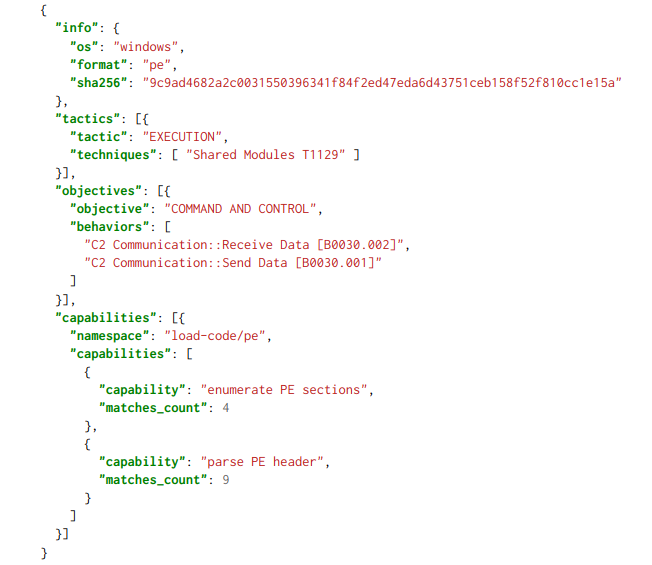 {
  "info": {
    "os": "windows",
    "format": "pe",
    "sha256": "9c9ad4682a2c0031550396341f84f2ed47eda6d43751ceb158f52f810cc1e15a"
  },
  "tactics": [{
    "tactic": "EXECUTION",
    "techniques": [ "Shared Modules T1129" ]
  }],
  "objectives": [{
    "objective": "COMMAND AND CONTROL",
    "behaviors": [
      "C2 Communication::Receive Data [B0030.002]",
      "C2 Communication::Send Data [B0030.001]"
    ]
  }],
  "capabilities": [{
    "namespace": "load-code/pe",
    "capabilities": [
      {
        "capability": "enumerate PE sections",
        "matches_count": 4
      },
      {
        "capability": "parse PE header",
        "matches_count": 9
      }
    ]
  }]
}